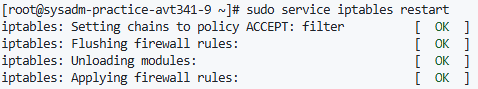 [root@sysadm-practice-avt341-9 ~]# sudo service iptables restart
iptables: Setting chains to policy ACCEPT: filter          [  OK  ]
iptables: Flushing firewall rules:                         [  OK  ]
iptables: Unloading modules:                               [  OK  ]
iptables: Applying firewall rules:                         [  OK  ]